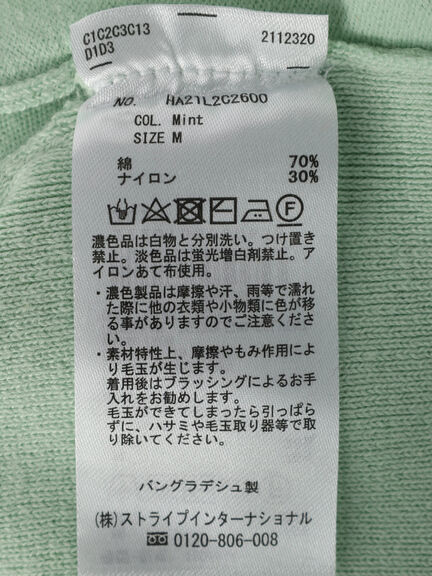 C1C2C3C13
D1D3
2112320
NO. HA21L2C2600
COL. Mint
SIZE M
綿 70%
ナイロン 30%
濃色品は白物と分別洗い。つけ置き
禁止。淡色品は蛍光増白剤禁止。ア
イロンあて布使用。
・濃色製品は摩擦や汗、雨等で濡れ
た際に他の衣類や小物類に色が移
る事がありますのでご注意くださ
い。
・素材特性上、摩擦やもみ作用によ
り毛玉が生じます。
着用後はブラッシングによるお手
入れをお勧めします。
毛玉ができてしまったら引っぱら
ずに、ハサミや毛玉取り器等で取
り除いてください。
バングラデシュ製
(株)ストライプインターナショナル
0120-806-008